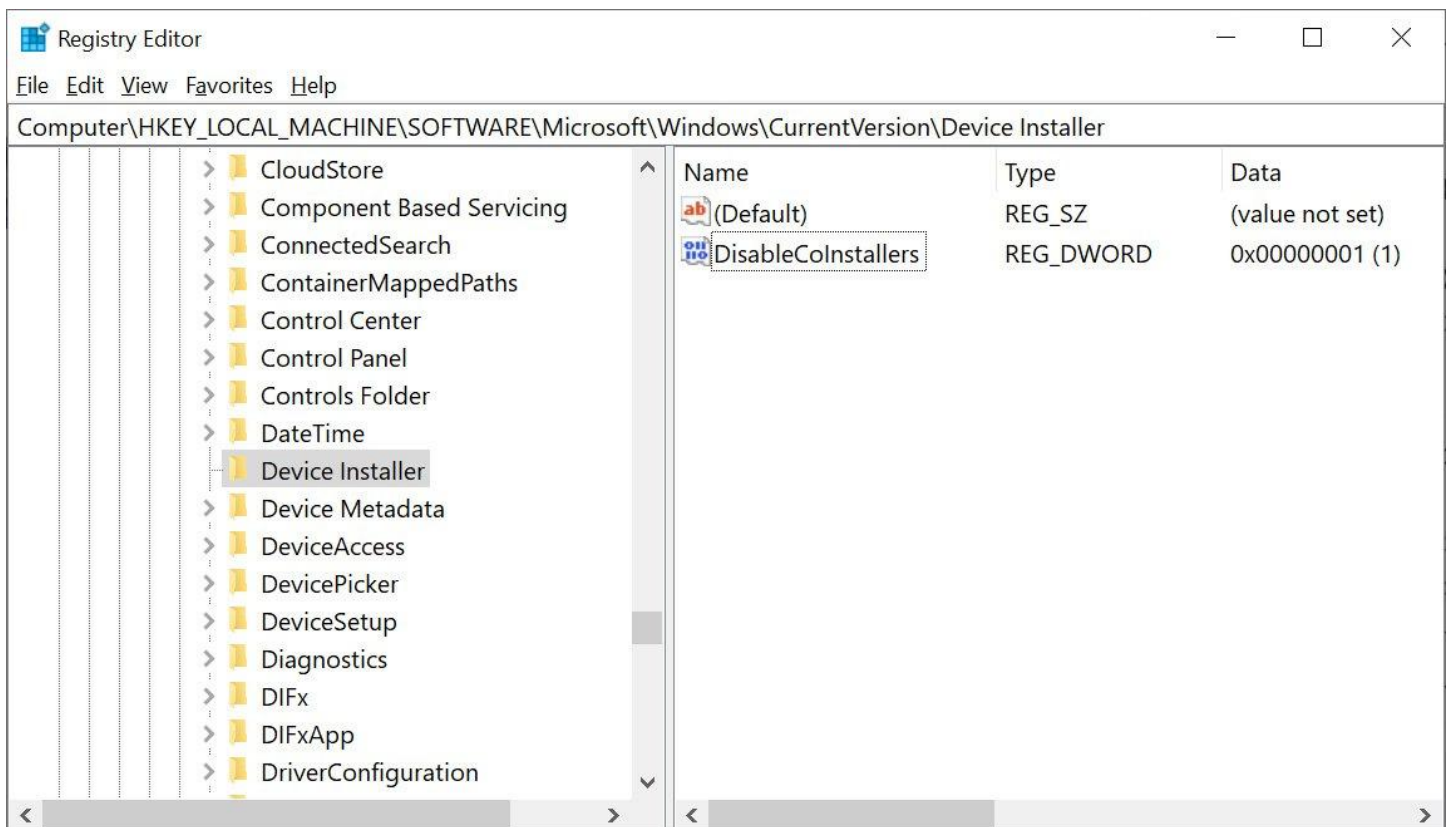 Registry Editor
File Edit View Favorites Help
Computer\HKEY_LOCAL_MACHINE\SOFTWARE\Microsoft\Windows\CurrentVersion\Device Installer
CloudStore
Component Based Servicing
ConnectedSearch
ContainerMappedPaths
Control Center
Control Panel
Controls Folder
DateTime
Device Installer
Device Metadata
DeviceAccess
DevicePicker
DeviceSetup
Diagnostics
DIFx
DIFxApp
DriverConfiguration
Name Type Data
(Default) REG_SZ (value not set)
DisableCoInstallers REG_DWORD 0x00000001 (1)